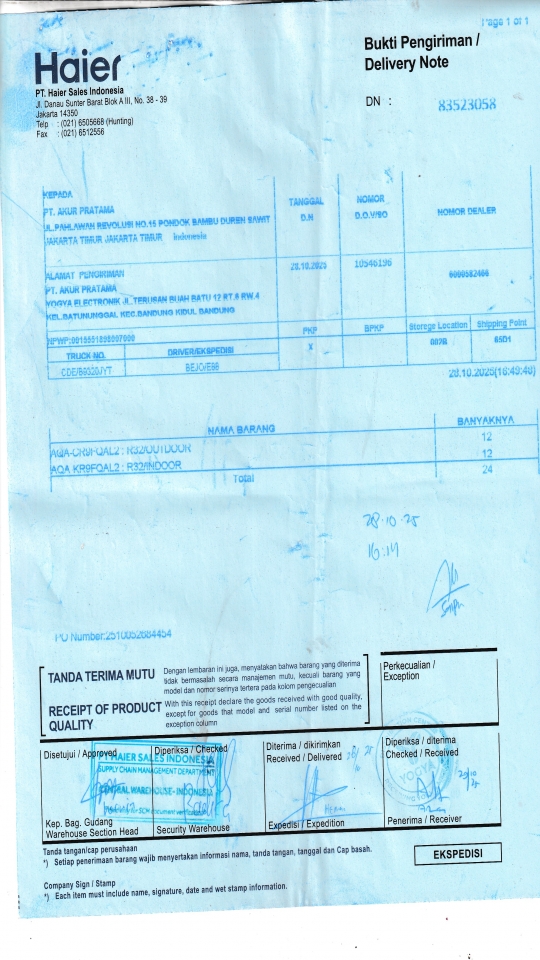 Page 1 of 1
Haier
Bukti Pengiriman /
Delivery Note
PT. Haier Sales Indonesia
Jl. Danau Sunter Barat Blok A III, No. 38 - 39
Jakarta 14350
Telp : (021) 6505668 (Hunting)
Fax : (021) 6512556
DN : 83523058
KEPADA
PT. AKUR PRATAMA
JL.PAHLAWAN REVOLUSI NO.15 PONDOK BAMBU DUREN SAWIT
JAKARTA TIMUR JAKARTA TIMUR Indonesia
TANGGAL
D.N
NOMOR
D.O.V/SO
NOMOR DEALER
ALAMAT PENGIRIMAN
PT. AKUR PRATAMA
YOGYA ELECTRONIK JL.TERUSAN BUAH BATU 12 RT.6 RW.4
KEL.BATUNUNGGAL KEC.BANDUNG KIDUL BANDUNG
28.10.2025
10546196
PKP
BPKP
Storege Location
Shipping Point
X
TRUCK NO.
DRIVER/EKSPEDISI
28.10.2025(16:49:40)
NAMA BARANG
BANYAKNYA
AQA-CR9FQAL2 : R32/OUTDOOR
12
AQA KR9FQAL2 : R32/INDOOR
12
Total
24
28.10.25
PO Number:2510052684454
TANDA TERIMA MUTU
Dengan lembaran ini juga, menyatakan bahwa barang yang diterima
tidak bermasalah secara manajemen mutu, kecuali barang yang
model dan nomor serinya tertera pada kolom pengecualian
RECEIPT OF PRODUCT
QUALITY
With this receipt declare the goods received with good quality,
except for goods that model and serial number listed on the
exception column
Perkecualian /
Exception
Disetujui / Approved
Diperiksa / Checked
Diterima / dikirimkan
Received / Delivered
Diperiksa / diterima
Checked / Received
PT HAIER SALES INDONESIA
SUPPLY CHAIN MANAGEMENT DEPARTMENT
CENTRAL WAREHOUSE- INDONESIA
Kep. Bag. Gudang
Warehouse Section Head
Security Warehouse
Expedisi / Expedition
Penerima / Receiver
Tanda tangan/cap perusahaan
*) Setiap penerimaan barang wajib menyertakan informasi nama, tanda tangan, tanggal dan Cap basah.
EKSPEDISI
Company Sign / Stamp
*) Each item must include name, signature, date and wet stamp information.